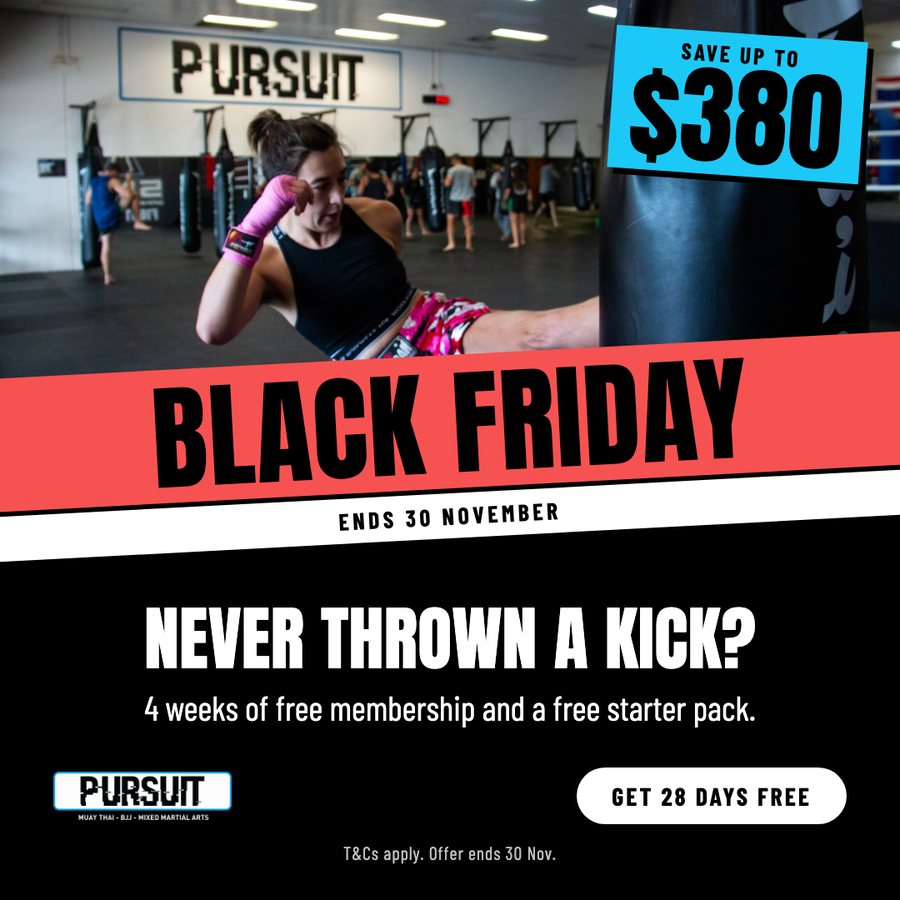 PURSUIT
SAVE UP TO
$380
BLACK FRIDAY
ENDS 30 NOVEMBER
NEVER THROWN A KICK?
4 weeks of free membership and a free starter pack.
PURSUIT
MUAY THAI - BJJ - MIXED MARTIAL ARTS
GET 28 DAYS FREE
T&Cs apply. Offer ends 30 Nov.